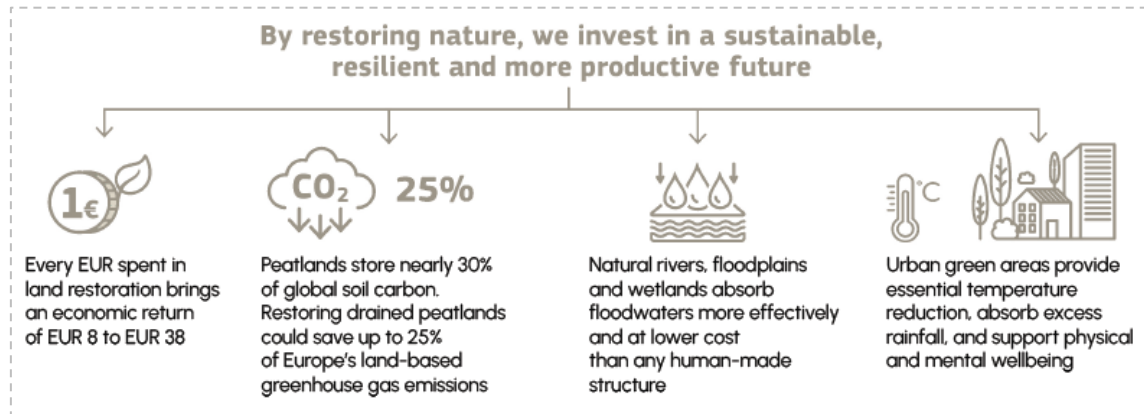 By restoring nature, we invest in a sustainable,
resilient and more productive future
1€
CO₂
25%
°C
Every EUR spent in
land restoration brings
an economic return
of EUR 8 to EUR 38
Peatlands store nearly 30%
of global soil carbon.
Restoring drained peatlands
could save up to 25%
of Europe's land-based
greenhouse gas emissions
Natural rivers, floodplains
and wetlands absorb
floodwaters more effectively
and at lower cost
than any human-made
structure
Urban green areas provide
essential temperature
reduction, absorb excess
rainfall, and support physical
and mental wellbeing